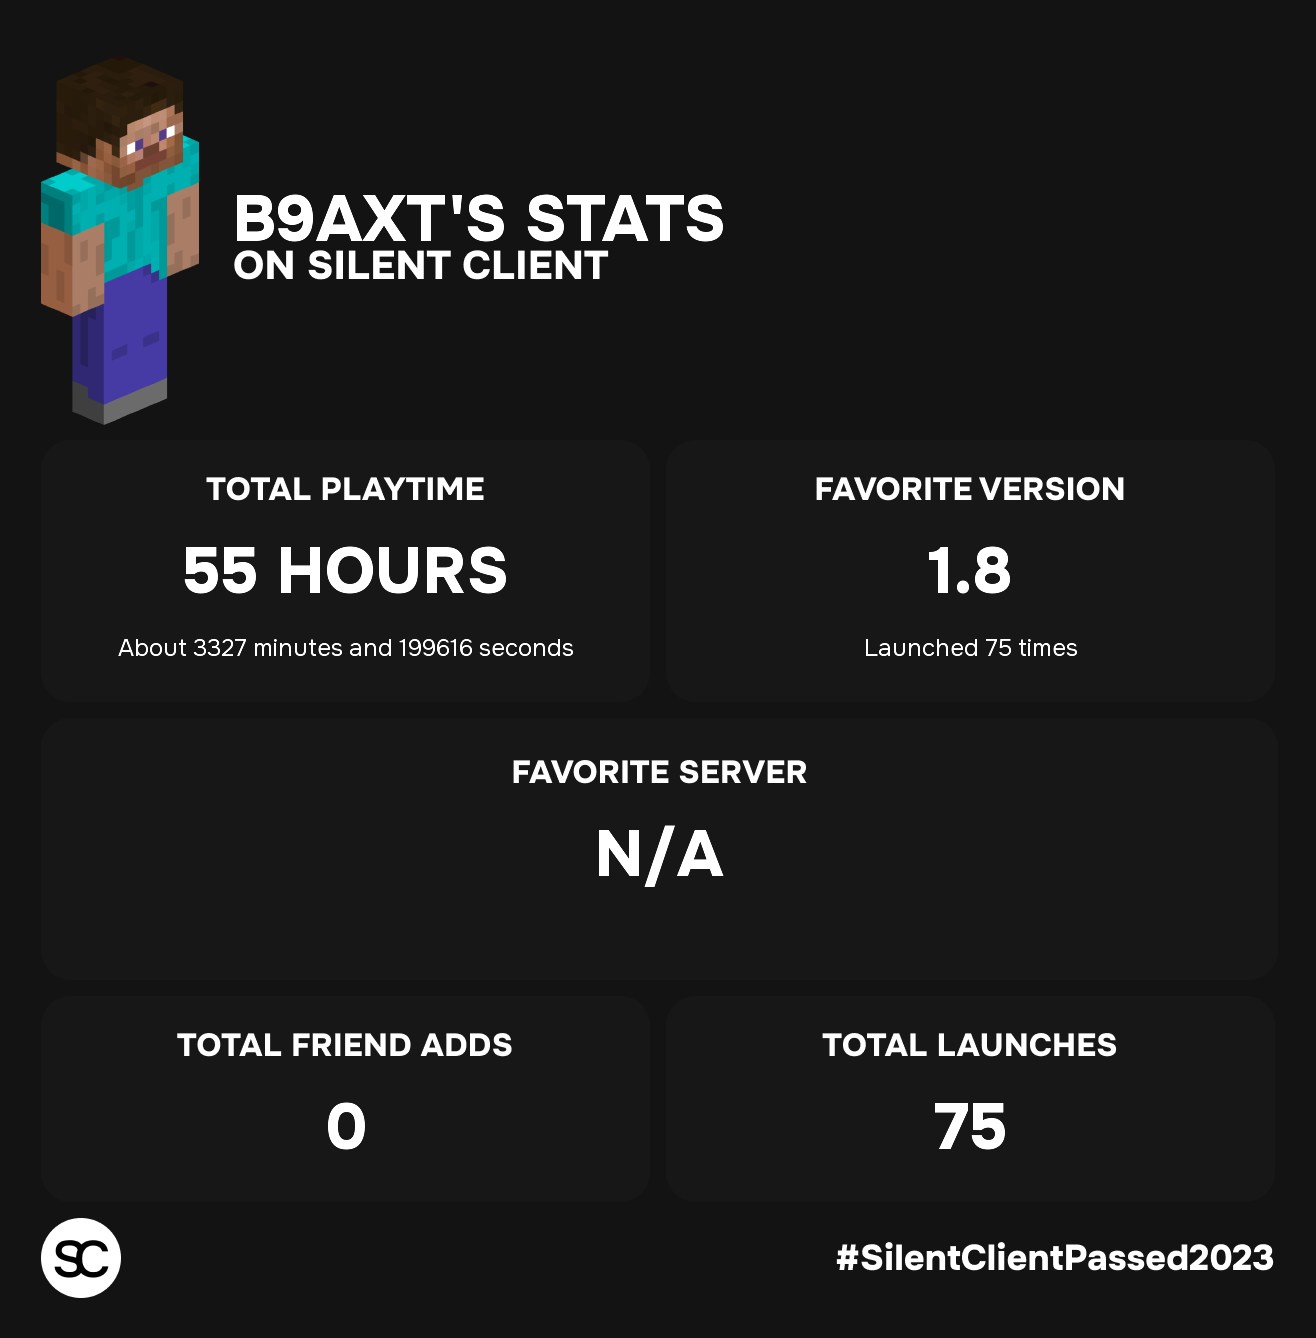 B9AXT'S STATS
ON SILENT CLIENT
TOTAL PLAYTIME
55 HOURS
About 3327 minutes and 199616 seconds
FAVORITE VERSION
1.8
Launched 75 times
FAVORITE SERVER
N/A
TOTAL FRIEND ADDS
0
TOTAL LAUNCHES
75
SC
#SilentClientPassed2023